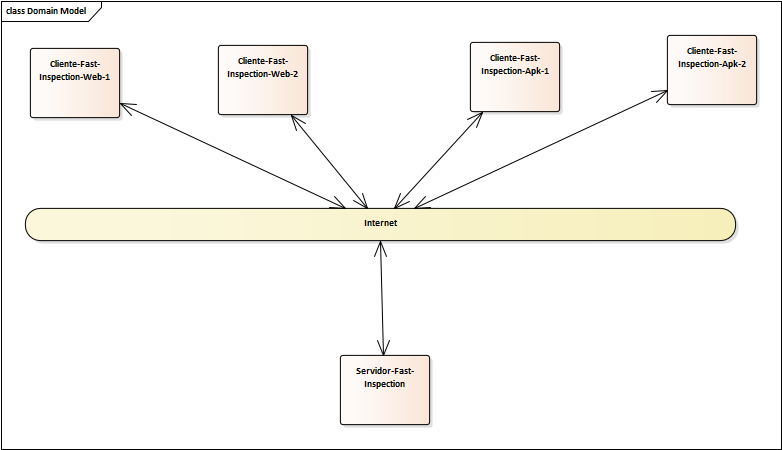 class Domain Model
Cliente-Fast-
Inspection-Web-1
Cliente-Fast-
Inspection-Web-2
Cliente-Fast-
Inspection-Apk-1
Cliente-Fast-
Inspection-Apk-2
Internet
Servidor-Fast-
Inspection